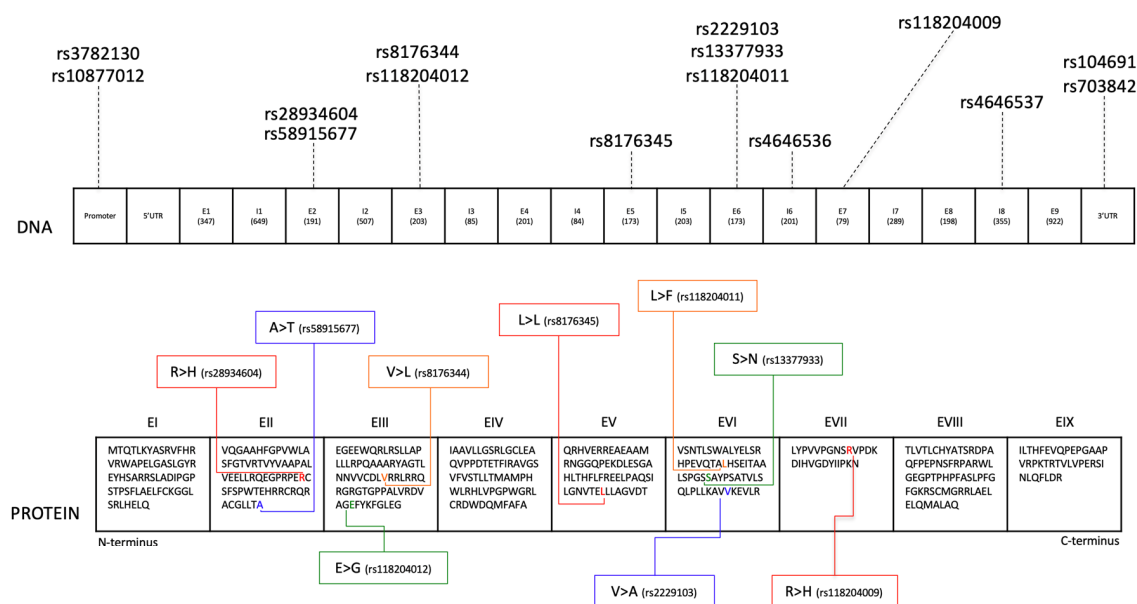 rs118204009
rs2229103
rs13377933
rs118204011
rs3782130
rs10877012
rs8176344
rs118204012
rs104691
rs703842
rs28934604
rs58915677
rs4646537
rs8176345
rs4646536
DNA
Promoter
5'UTR
E1
(347)
I1
(649)
E2
(191)
I2
(507)
E3
(203)
I3
(85)
E4
(201)
I4
(84)
E5
(173)
I5
(203)
E6
(173)
I6
(201)
E7
(79)
I7
(289)
E8
(198)
I8
(355)
E9
(922)
3'UTR
L>F (rs118204011)
A>T (rs58915677)
L>L (rs8176345)
S>N (rs13377933)
R>H (rs28934604)
V>L (rs8176344)
EI
EII
EIII
EIV
EV
EVI
EVII
EVIII
EIX
PROTEIN
MTQTLKYASRVFHR
VRWAPELGASLGYR
EYHSARRSLADIPGP
STPSFLAELFCKGGL
SRLHELQ
VQGAAHFGPVWLA
SFGTVRTVYVAAPAL
VEELLRQEGPRPERC
SFSPWTEHRRCRQR
ACGLLTA
EGEEWQRLRSLLAP
LLLRPQAAARYAGTL
NNVVCDLVRRLRRQ
RGRGTGPPALVRDV
AGEFYKFGLEG
IAAVLLGSRLGCLEA
QVPPDTETFIRAVGS
VFVSTLLTMAMPH
WLRHLVPGPWGRL
CRDWDQMFAFA
QRHVERREAEAAM
RNGGQPEKDLESGA
HLTHFLFREELPAQSI
LGNVTELLLAGVDT
VSNTLSWALYELSR
HPEVQTALHSEITAA
LSPGSSAYPSATVLS
QLPLLKAVVKEVLR
LYPVVPGNSRVPDK
DIHVGDYIIPKN
TLVTLCHYATSRDPA
QFPEPNSFRPARWL
GEGPTPHPFASLPFG
FGKRSCMGRRLAEL
ELQMALAQ
ILTHFEVQPEPGAAP
VRPKTRTVLVPERSI
NLQFLDR
N-terminus
C-terminus
E>G (rs118204012)
V>A (rs2229103)
R>H (rs118204009)